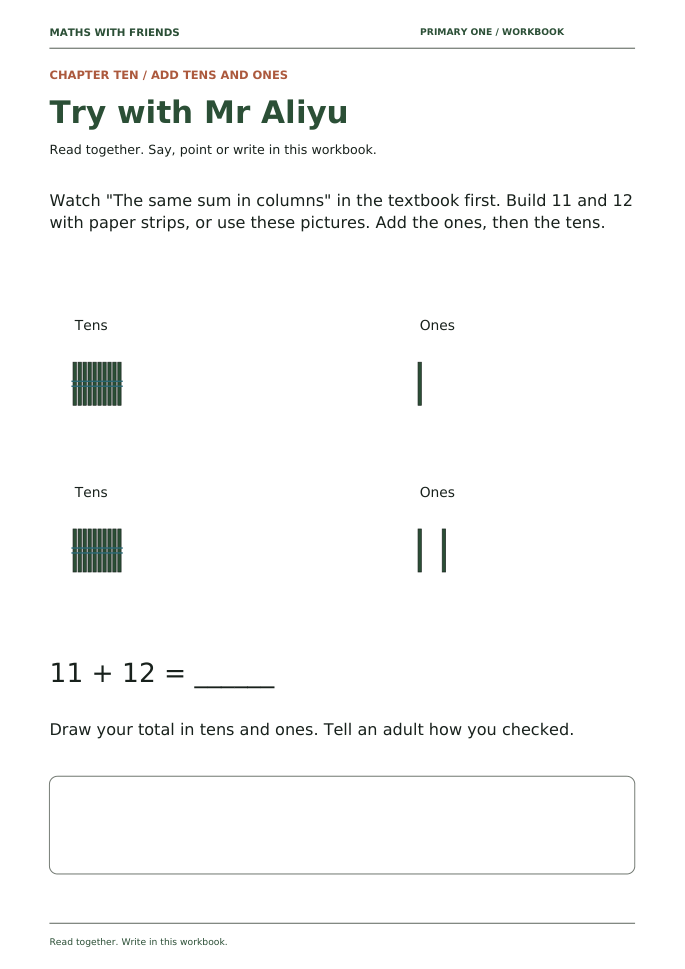 MATHS WITH FRIENDS
PRIMARY ONE / WORKBOOK
CHAPTER TEN / ADD TENS AND ONES
Try with Mr Aliyu
Read together. Say, point or write in this workbook.
Watch "The same sum in columns" in the textbook first. Build 11 and 12
with paper strips, or use these pictures. Add the ones, then the tens.
Tens
Ones
Tens
Ones
11 + 12 = ______
Draw your total in tens and ones. Tell an adult how you checked.
Read together. Write in this workbook.